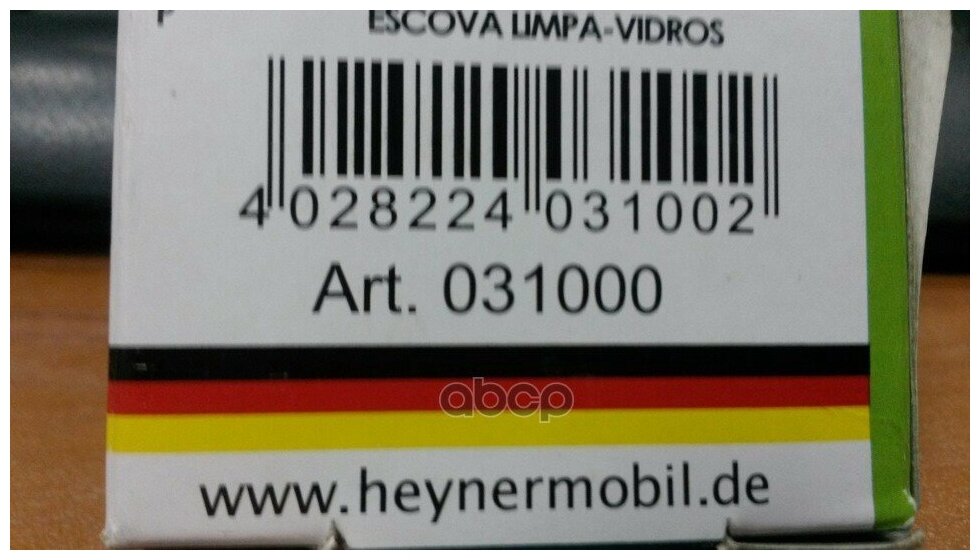 P ESCOVA LIMPA-VIDROS
4 028224 031002
Art. 031000
abcp
www.heynermobil.de